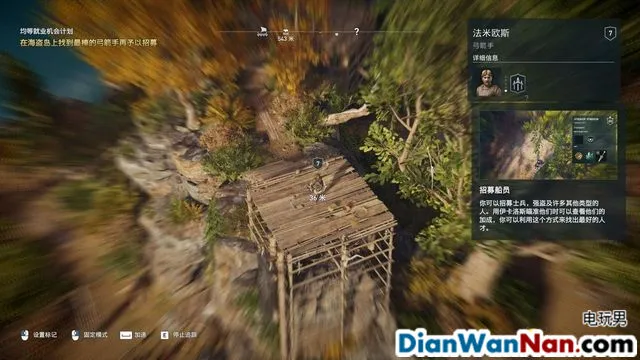 均等就业机会计划
在海盗岛上找到最棒的弓箭手再予以招募
543 米
?
法米欧斯
弓箭手
7
详细信息
7
36 米
招募船员
你可以招募士兵，强盗及许多其他类型的
人。用伊卡洛斯瞄准他们时可以查看他们的
加成，你可以利用这个方式来找出最好的人
才。
设置标记
固定模式
加速
E 停止追踪
电玩男
DianWanNan.com